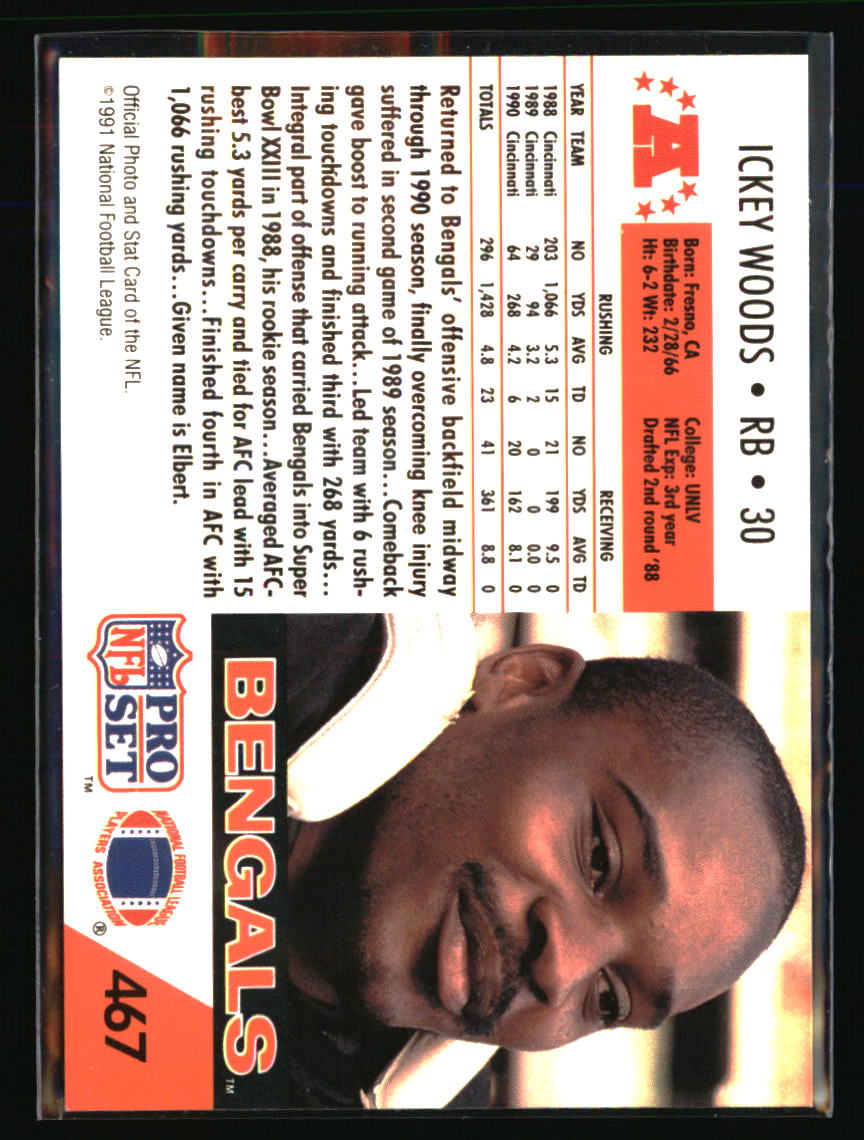 ICKEY WOODS • RB • 30
A
Born: Fresno, CA College: UNLV
Birthdate: 2/28/66 NFL Exp: 3rd year
Ht: 6-2 Wt: 232 Drafted 2nd round '88
RUSHING RECEIVING
YEAR TEAM NO YDS AVG TD NO YDS AVG TD
1988 Cincinnati 203 1,066 5.3 15 21 199 9.5 0
1989 Cincinnati 29 94 3.2 2 0 0 0.0 0
1990 Cincinnati 64 268 4.2 6 20 162 8.1 0
TOTALS 296 1,428 4.8 23 41 361 8.8 0
Returned to Bengals' offensive backfield midway
through 1990 season, finally overcoming knee injury
suffered in second game of 1989 season...Comeback
gave boost to running attack...Led team with 6 rush-
ing touchdowns and finished third with 268 yards...
Integral part of offense that carried Bengals into Super
Bowl XXIII in 1988, his rookie season...Averaged AFC-
best 5.3 yards per carry and tied for AFC lead with 15
rushing touchdowns...Finished fourth in AFC with
1,066 rushing yards...Given name is Elbert.
Official Photo and Stat Card of the NFL.
©1991 National Football League.
BENGALS™
NFL PRO SET™
NATIONAL FOOTBALL LEAGUE
PLAYERS ASSOCIATION®
467